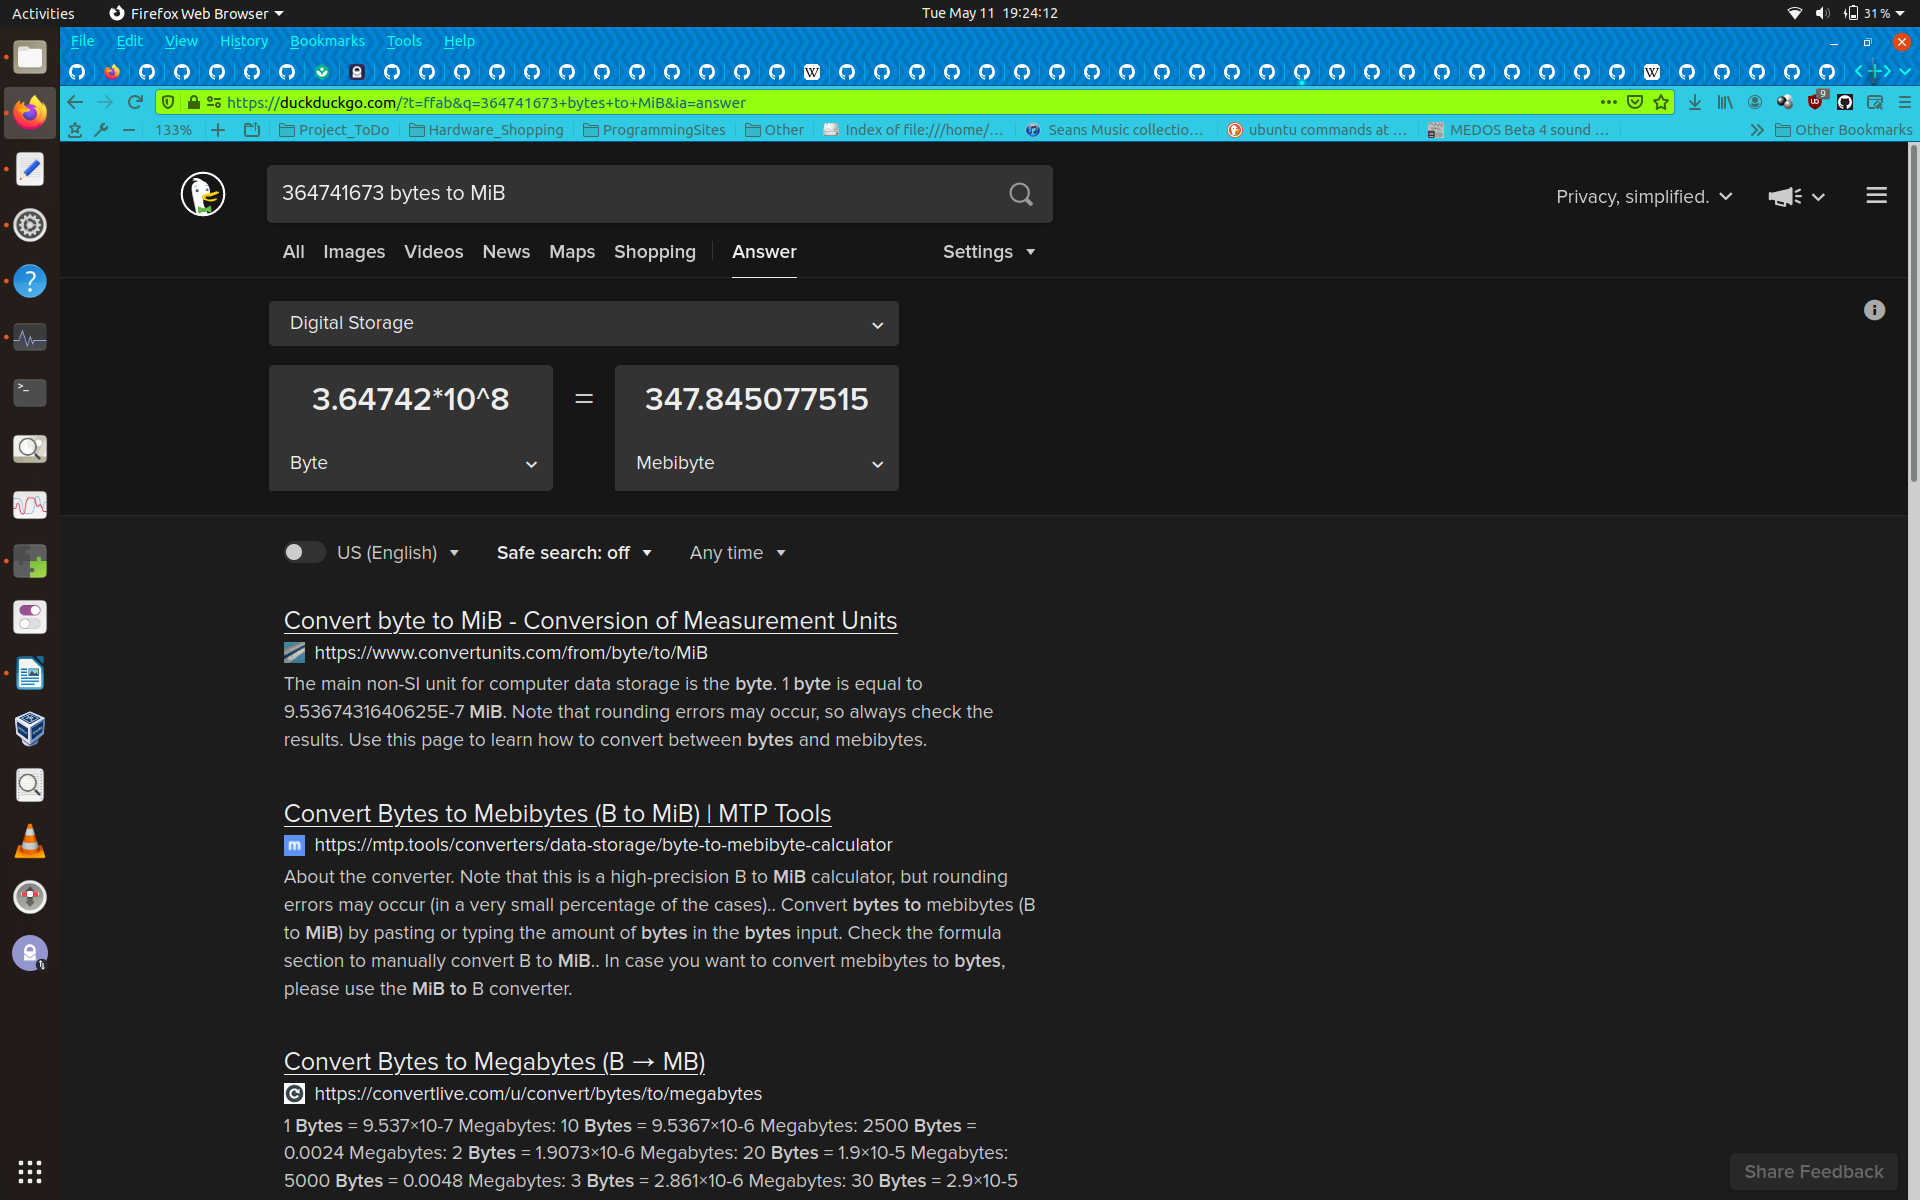 Activities Firefox Web Browser Tue May 11 19:24:12 31 %
File Edit View History Bookmarks Tools Help
https://duckduckgo.com/?t=ffab&q=364741673+bytes+to+MiB&ia=answer 9
133% Project_ToDo Hardware_Shopping ProgrammingSites Other Index of file:///home/... Seans Music collectio... ubuntu commands at ... MEDOS Beta 4 sound ... Other Bookmarks
364741673 bytes to MiB
Privacy, simplified.
All Images Videos News Maps Shopping Answer Settings
Digital Storage
3.64742*10^8 = 347.845077515
Byte Mebibyte
US (English) Safe search: off Any time
Convert byte to MiB - Conversion of Measurement Units
https://www.convertunits.com/from/byte/to/MiB
The main non-SI unit for computer data storage is the byte. 1 byte is equal to
9.5367431640625E-7 MiB. Note that rounding errors may occur, so always check the
results. Use this page to learn how to convert between bytes and mebibytes.
Convert Bytes to Mebibytes (B to MiB) | MTP Tools
m https://mtp.tools/converters/data-storage/byte-to-mebibyte-calculator
About the converter. Note that this is a high-precision B to MiB calculator, but rounding
errors may occur (in a very small percentage of the cases).. Convert bytes to mebibytes (B
to MiB) by pasting or typing the amount of bytes in the bytes input. Check the formula
section to manually convert B to MiB.. In case you want to convert mebibytes to bytes,
please use the MiB to B converter.
Convert Bytes to Megabytes (B → MB)
https://convertlive.com/u/convert/bytes/to/megabytes
1 Bytes = 9.537×10-7 Megabytes: 10 Bytes = 9.5367×10-6 Megabytes: 2500 Bytes =
0.0024 Megabytes: 2 Bytes = 1.9073×10-6 Megabytes: 20 Bytes = 1.9×10-5 Megabytes:
5000 Bytes = 0.0048 Megabytes: 3 Bytes = 2.861×10-6 Megabytes: 30 Bytes = 2.9×10-5
Share Feedback